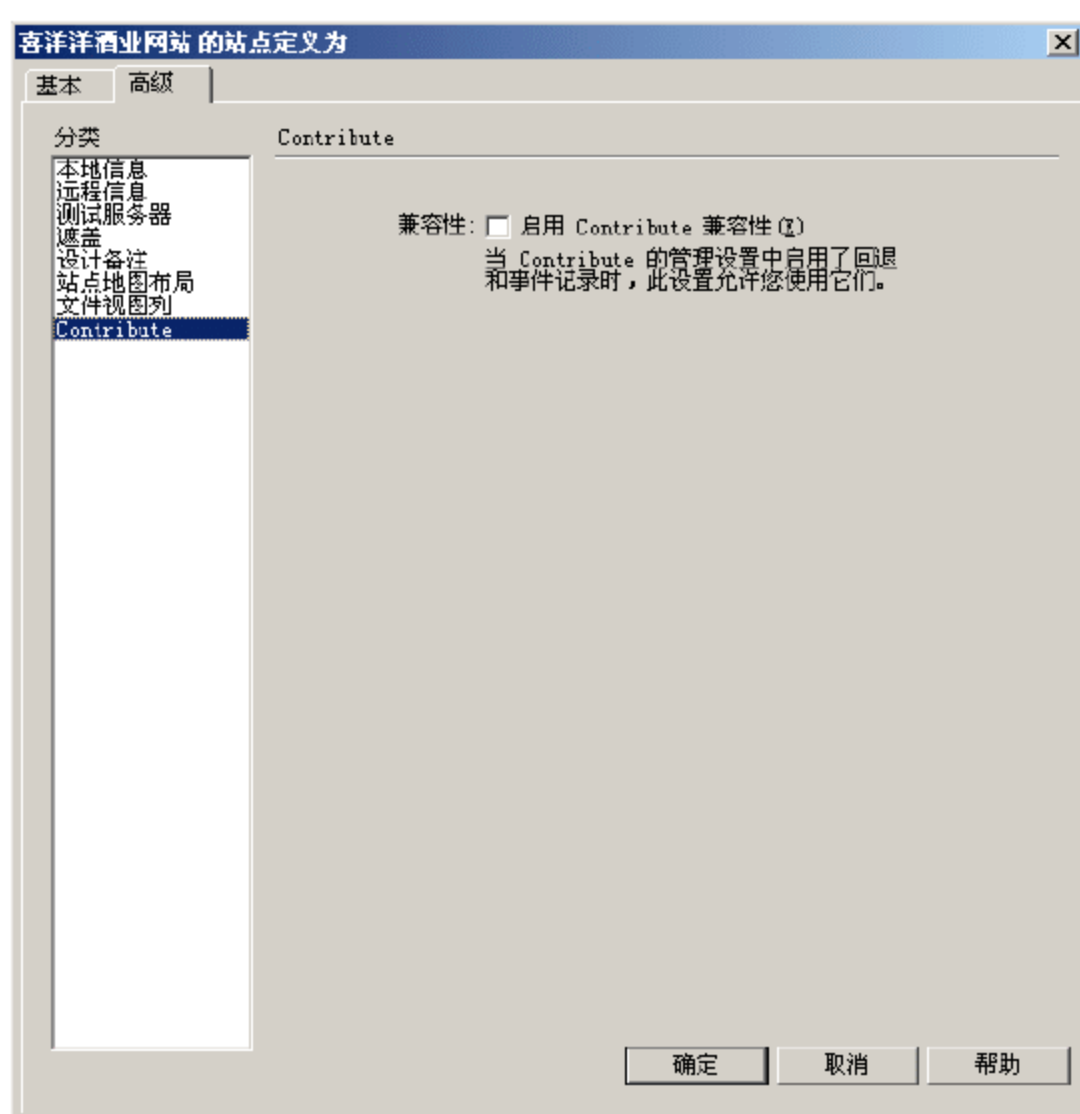 喜洋洋酒业网站 的站点定义为
基本 高级
分类
Contribute
本地信息
远程信息
测试服务器
遮盖
设计备注
站点地图布局
文件视图列
Contribute
兼容性: 启用 Contribute 兼容性(E)
当 Contribute 的管理设置中启用了回退
和事件记录时，此设置允许您使用它们。
确定 取消 帮助